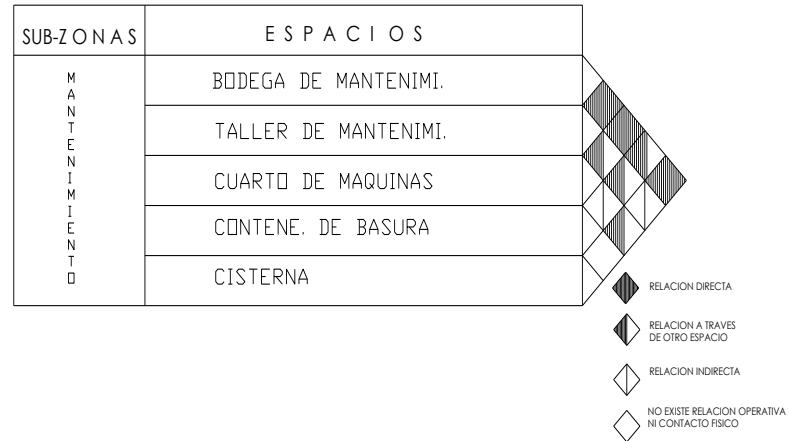 SUB-ZONAS
ESPACIOS
MANTENIMIENTO
BODEGA DE MANTENIMI.
TALLER DE MANTENIMI.
CUARTO DE MAQUINAS
CONTENE. DE BASURA
CISTERNA
RELACION DIRECTA
RELACION A TRAVES
DE OTRO ESPACIO
RELACION INDIRECTA
NO EXISTE RELACION OPERATIVA
NI CONTACTO FISICO